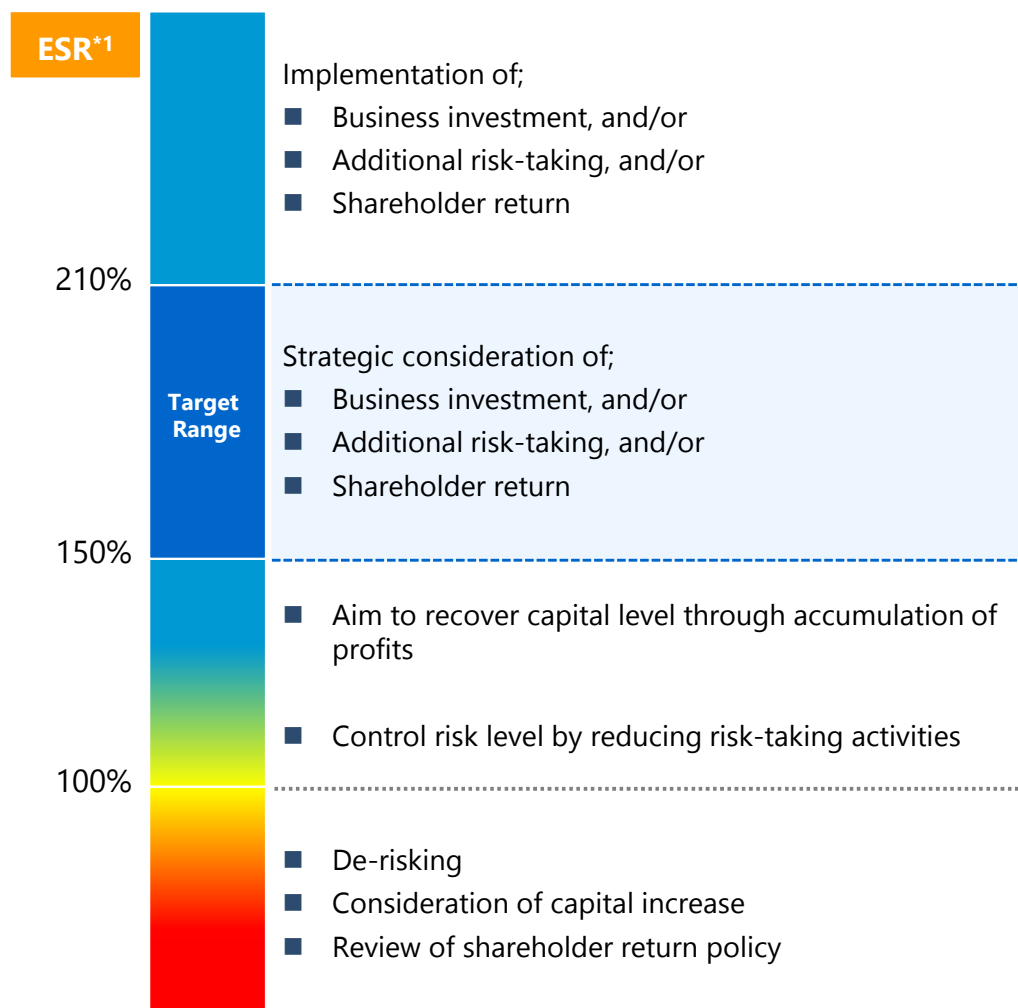 ESR*1
Implementation of;
■ Business investment, and/or
■ Additional risk-taking, and/or
■ Shareholder return
210%
Target
Range
Strategic consideration of;
■ Business investment, and/or
■ Additional risk-taking, and/or
■ Shareholder return
150%
■ Aim to recover capital level through accumulation of
profits
■ Control risk level by reducing risk-taking activities
100%
■ De-risking
■ Consideration of capital increase
■ Review of shareholder return policy